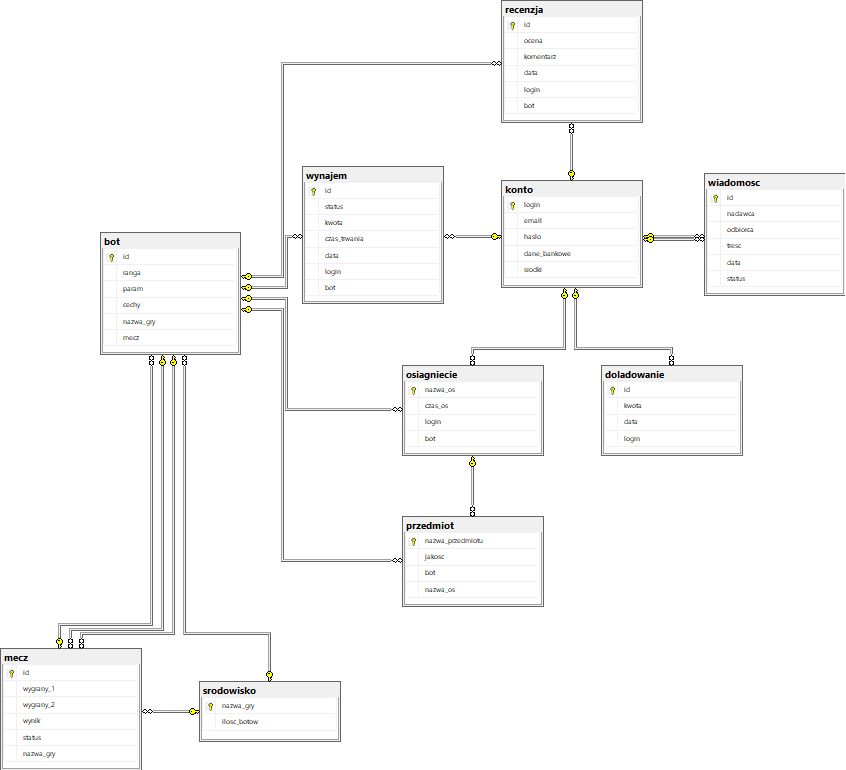 recenzja
id
ocena
komentarz
data
login
bot
wynajem
id
status
kwota
czas_trwania
data
login
bot
konto
login
email
haslo
dane_bankowe
srodki
wiadomosc
id
nadawca
odbiorca
tresc
data
status
bot
id
ranga
param
cechy
nazwa_gry
mecz
osiagniecie
nazwa_os
czas_os
login
bot
doladowanie
id
kwota
data
login
przedmiot
nazwa_przedmiotu
jakosc
bot
nazwa_os
mecz
id
wygrany_1
wygrany_2
wynik
status
nazwa_gry
srodowisko
nazwa_gry
ilosc_botow